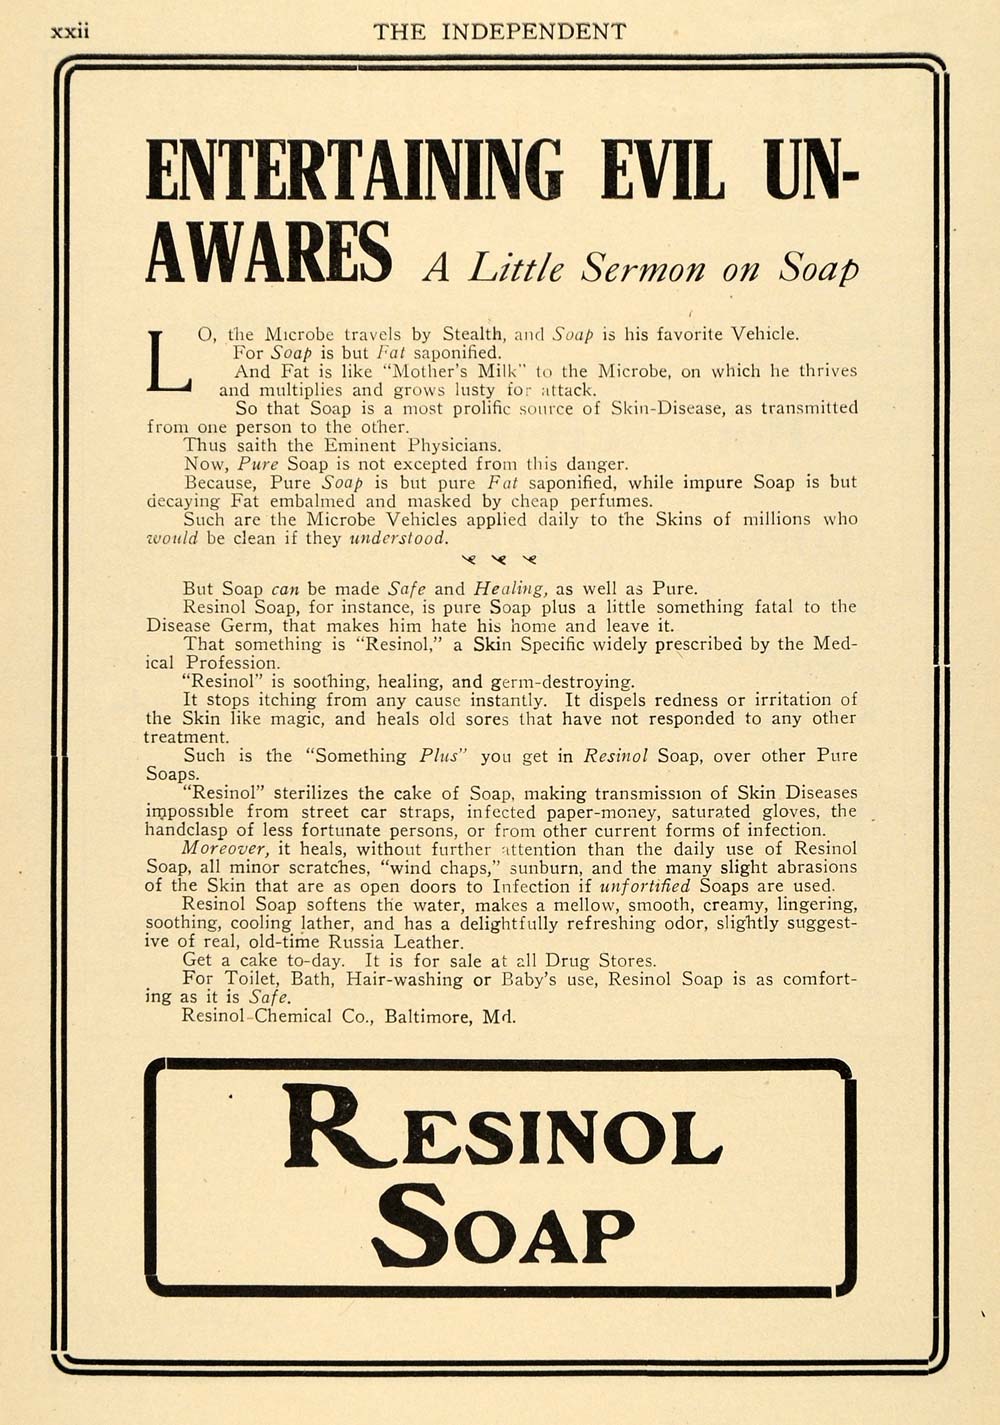 xxii THE INDEPENDENT
ENTERTAINING EVIL UN-
AWARES A Little Sermon on Soap
LO, the Microbe travels by Stealth, and Soap is his favorite Vehicle.
For Soap is but Fat saponified.
And Fat is like "Mother's Milk" to the Microbe, on which he thrives
and multiplies and grows lusty for attack.
So that Soap is a most prolific source of Skin-Disease, as transmitted
from one person to the other.
Thus saith the Eminent Physicians.
Now, Pure Soap is not excepted from this danger.
Because, Pure Soap is but pure Fat saponified, while impure Soap is but
decaying Fat embalmed and masked by cheap perfumes.
Such are the Microbe Vehicles applied daily to the Skins of millions who
would be clean if they understood.
But Soap can be made Safe and Healing, as well as Pure.
Resinol Soap, for instance, is pure Soap plus a little something fatal to the
Disease Germ, that makes him hate his home and leave it.
That something is "Resinol," a Skin Specific widely prescribed by the Med-
ical Profession.
"Resinol" is soothing, healing, and germ-destroying.
It stops itching from any cause instantly. It dispels redness or irritation of
the Skin like magic, and heals old sores that have not responded to any other
treatment.
Such is the "Something Plus" you get in Resinol Soap, over other Pure
Soaps.
"Resinol" sterilizes the cake of Soap, making transmission of Skin Diseases
impossible from street car straps, infected paper-money, saturated gloves, the
handclasp of less fortunate persons, or from other current forms of infection.
Moreover, it heals, without further attention than the daily use of Resinol
Soap, all minor scratches, "wind chaps," sunburn, and the many slight abrasions
of the Skin that are as open doors to Infection if unfortified Soaps are used.
Resinol Soap softens the water, makes a mellow, smooth, creamy, lingering,
soothing, cooling lather, and has a delightfully refreshing odor, slightly suggest-
ive of real, old-time Russia Leather.
Get a cake to-day. It is for sale at all Drug Stores.
For Toilet, Bath, Hair-washing or Baby's use, Resinol Soap is as comfort-
ing as it is Safe.
Resinol Chemical Co., Baltimore, Md.
RESINOL
SOAP